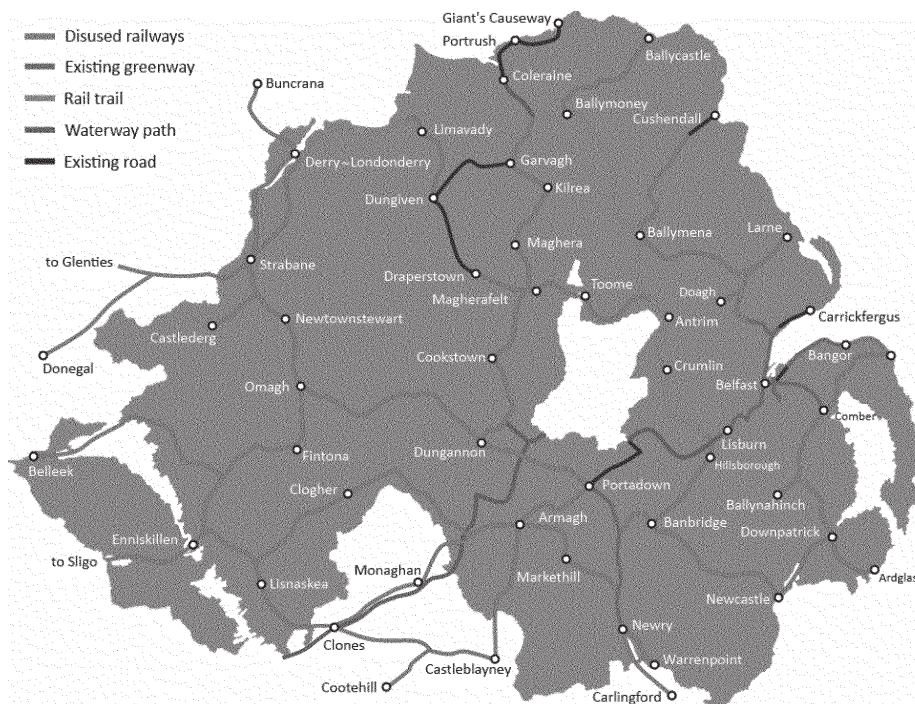 Disused railways
Existing greenway
Rail trail
Waterway path
Existing road
Giant's Causeway
Portrush
Ballycastle
Coleraine
Buncrana
Ballymoney
Cushendall
Limavady
Derry~Londonderry
Garvagh
Kilrea
Dungiven
Ballymena
Larne
Maghera
to Glenties
Strabane
Draperstown
Toome
Magherafelt
Doagh
Carrickfergus
Newtownstewart
Antrim
Castlederg
Donegal
Cookstown
Crumlin
Bangor
Omagh
Belfast
Comber
Lisburn
Fintona
Dungannon
Hillsborough
Belleek
Clogher
Portadown
Ballynahinch
Armagh
Banbridge
Downpatrick
Enniskillen
to Sligo
Monaghan
Markethill
Ardglas
Lisnaskea
Newcastle
Newry
Clones
Castleblayney
Warrenpoint
Cootehill
Carlingford